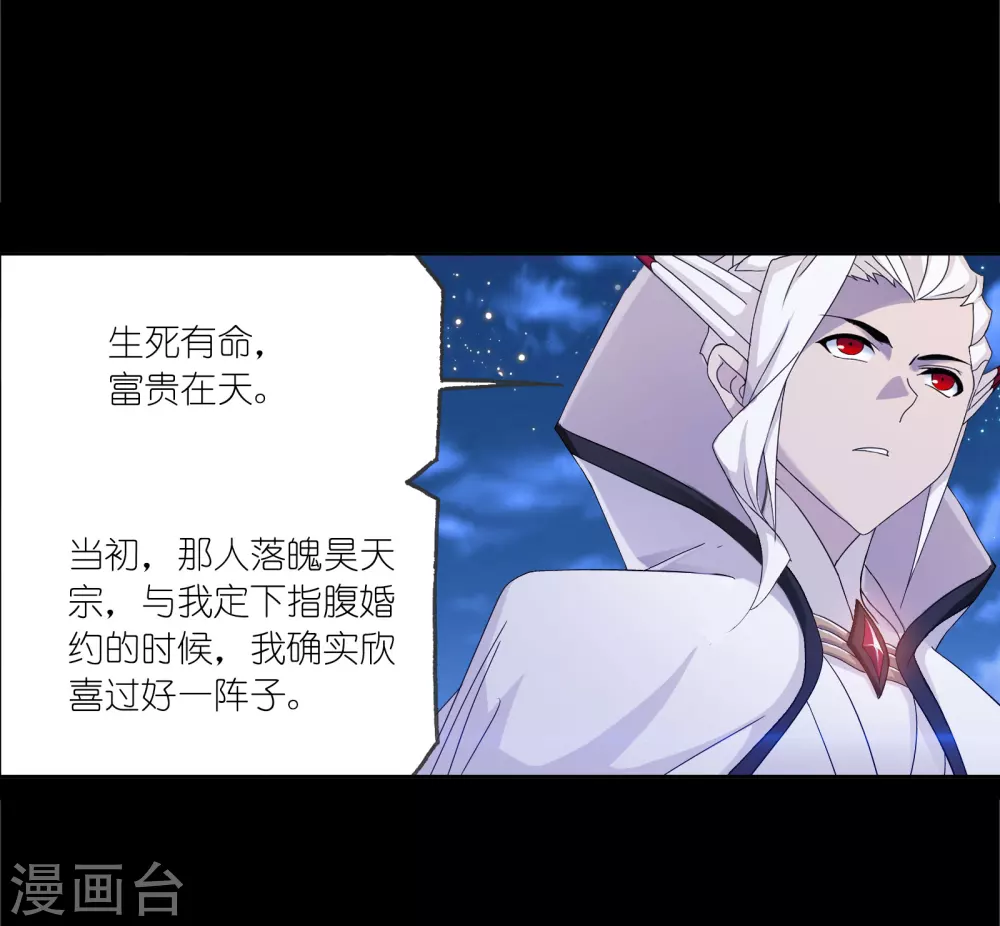 生死有命，
富贵在天。
当初，那人落魄昊天
宗，与我定下指腹婚
约的时候，我确实欣
喜过好一阵子。
漫画台